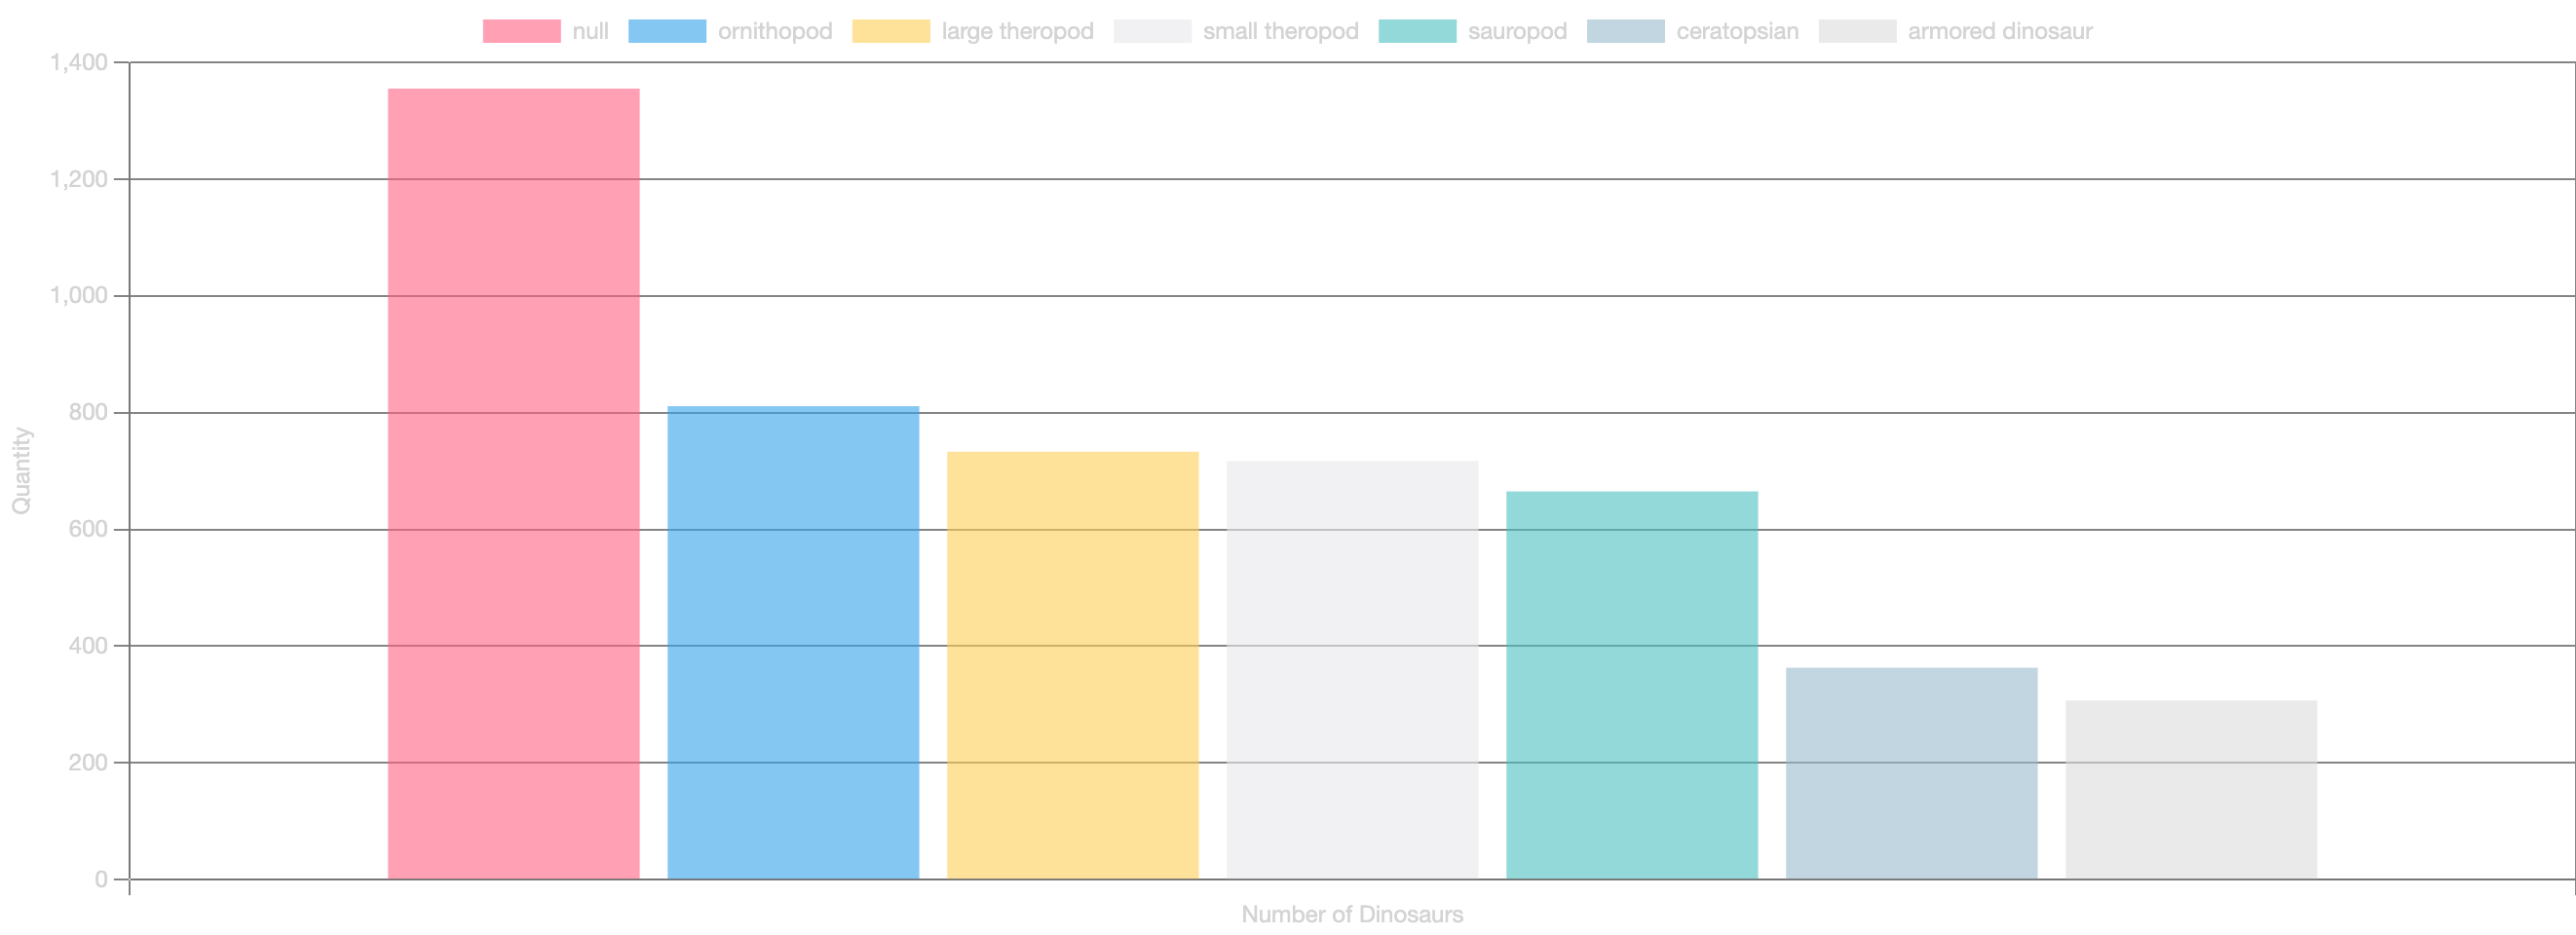 null ornithopod large theropod small theropod sauropod ceratopsian armored dinosaur
1,400
1,200
1,000
800
600
400
200
0
Quantity
Number of Dinosaurs